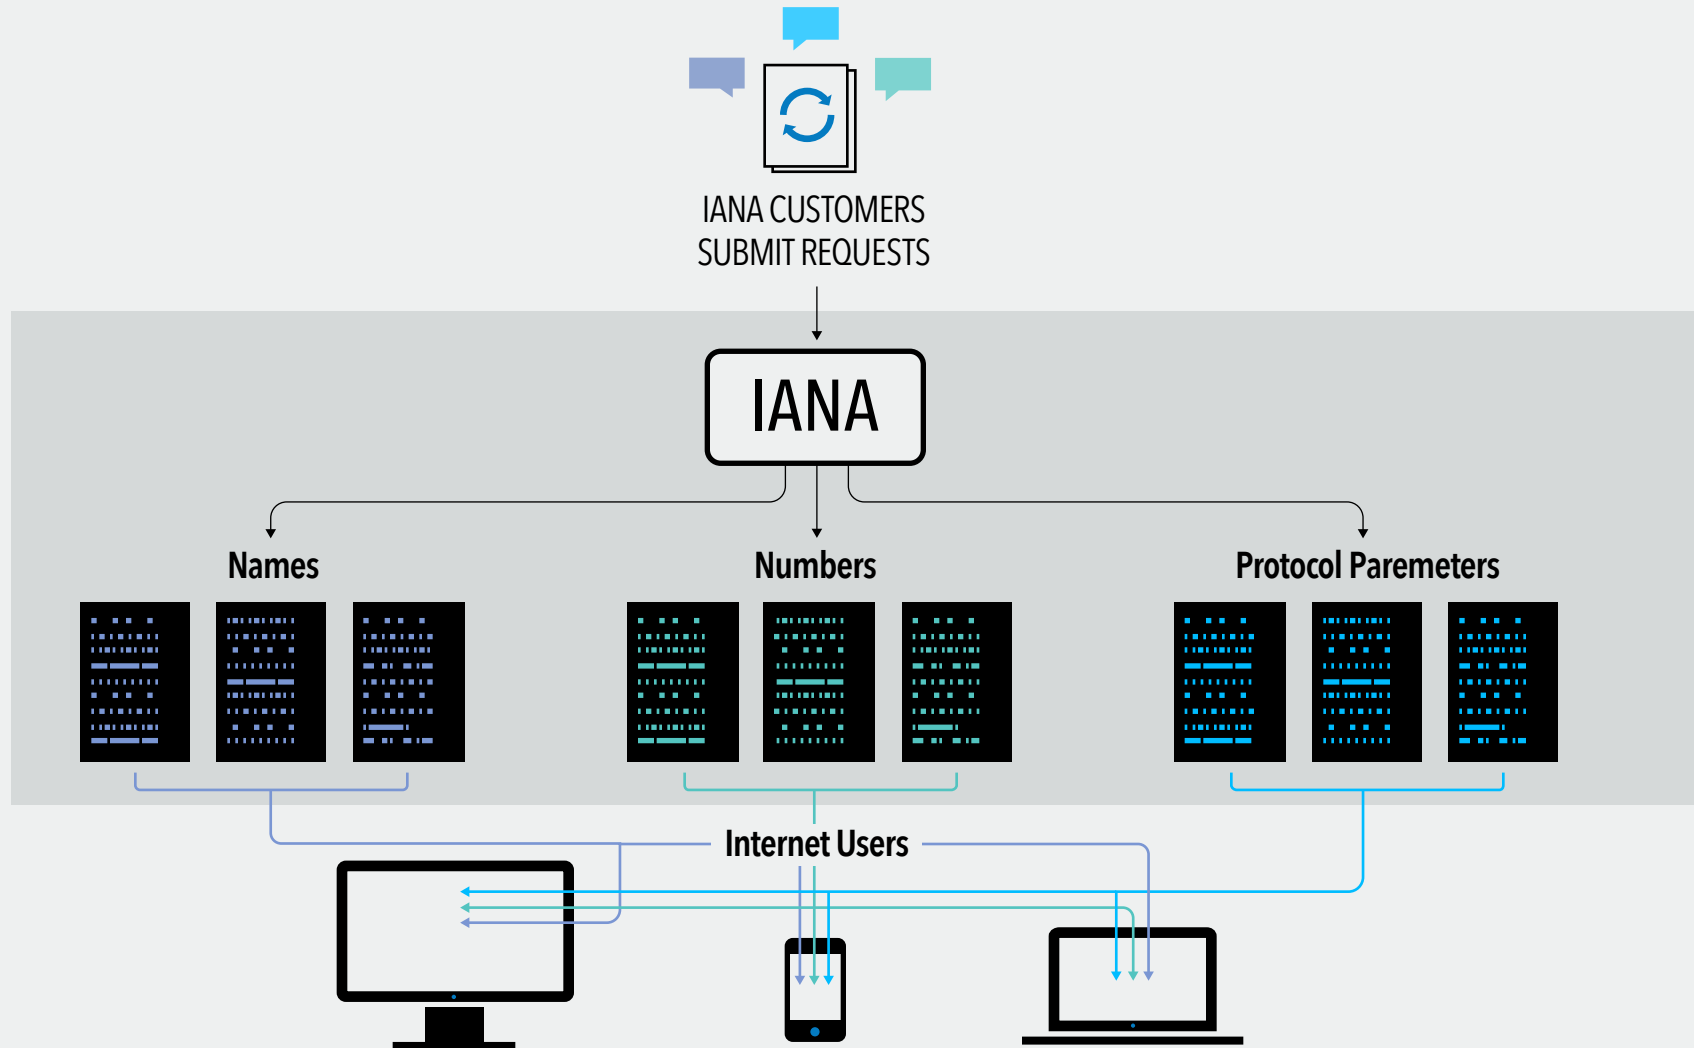 IANA CUSTOMERS
SUBMIT REQUESTS
IANA
Names
Numbers
Protocol Paremeters
Internet Users